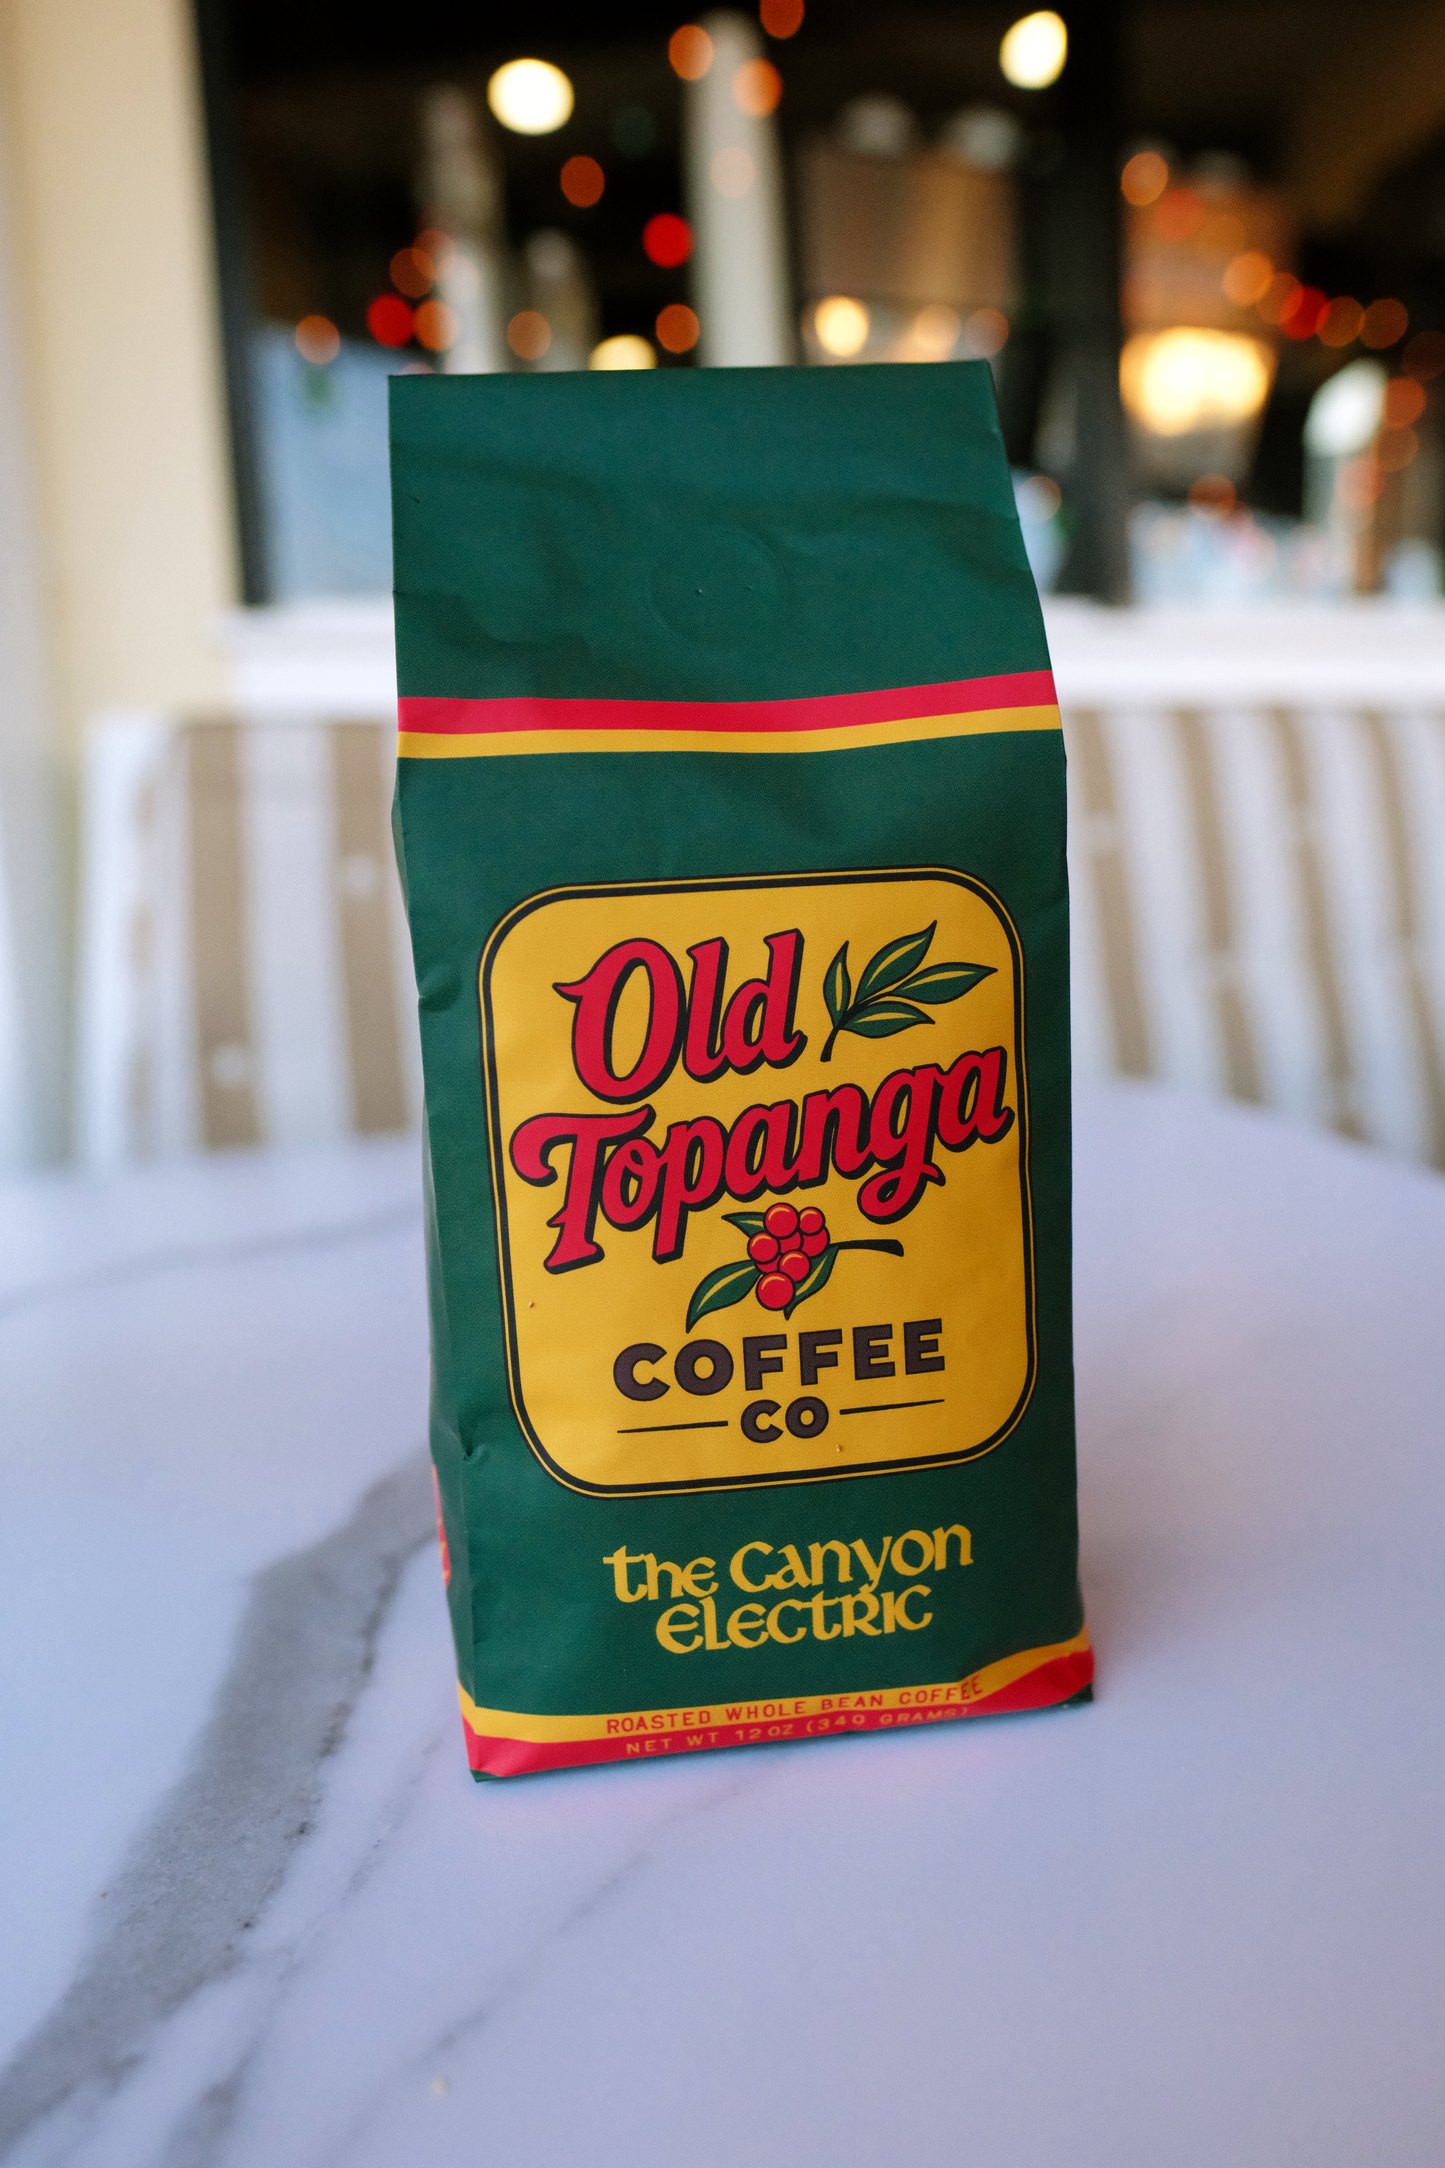 Old
Topanga
COFFEE
CO
the Canyon
ELECTRIC
ROASTED WHOLE BEAN COFFEE
NET WT 12 OZ (340 GRAMS)